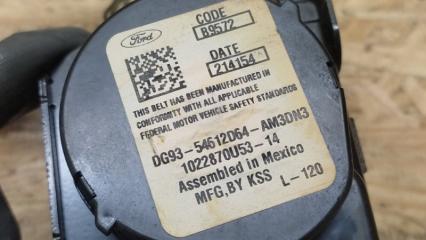 Ford
CODE
B9572
DATE
214154
THIS BELT HAS BEEN MANUFACTURED IN
CONFORMITY WITH ALL APPLICABLE
FEDERAL MOTOR VEHICLE SAFETY STANDARDS
DG93-54612D64-AM3DN3
1022870U53-14
Assembled in Mexico
MFG.BY KSS L-120